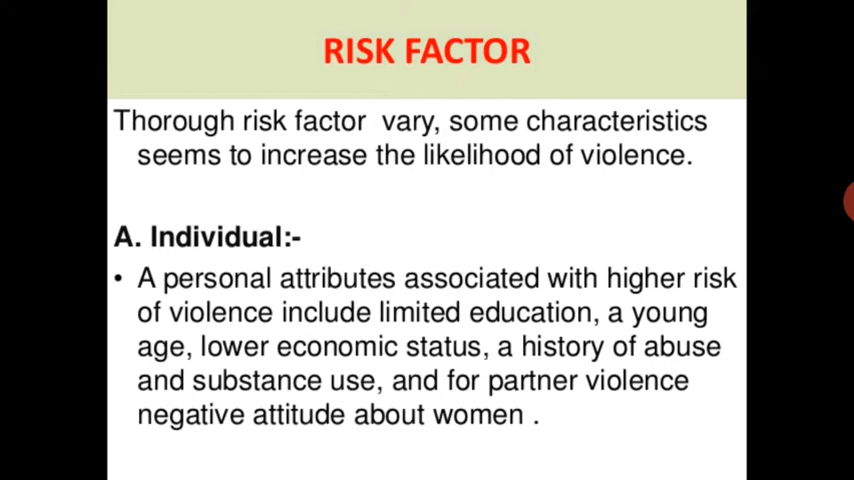 RISK FACTOR
Thorough risk factor vary, some characteristics
seems to increase the likelihood of violence.
A. Individual:-
• A personal attributes associated with higher risk
of violence include limited education, a young
age, lower economic status, a history of abuse
and substance use, and for partner violence
negative attitude about women .